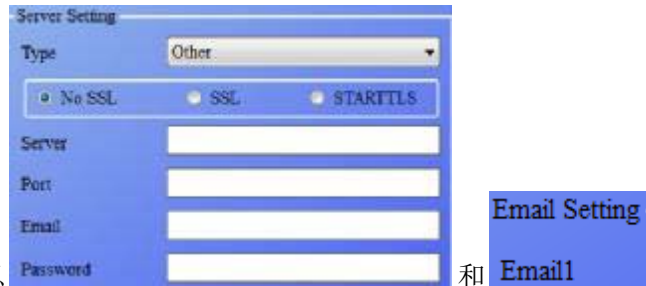 Server Setting
Type Other
No SSL SSL STARTTLS
Server
Port
Email
Password
和
Email Setting
Email1